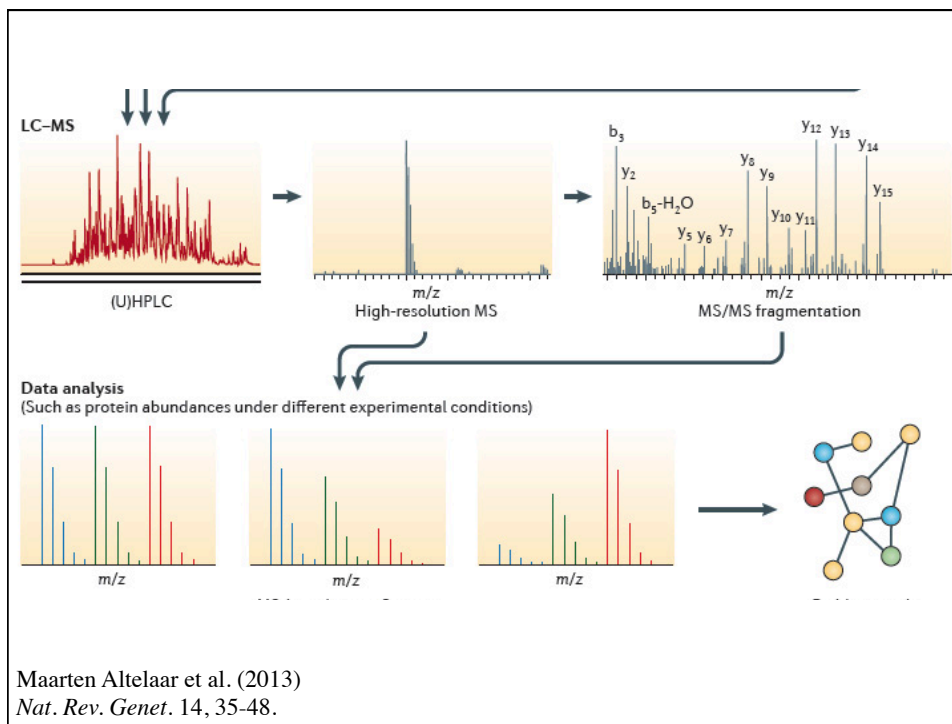 LC–MS
b₃
y₂
b₅-H₂O
y₅
y₆
y₇
y₈
y₉
y₁₀
y₁₁
y₁₂
y₁₃
y₁₄
y₁₅
(U)HPLC
m/z
High-resolution MS
m/z
MS/MS fragmentation
Data analysis
(Such as protein abundances under different experimental conditions)
m/z
m/z
m/z
Maarten Altelaar et al. (2013)
Nat. Rev. Genet. 14, 35-48.